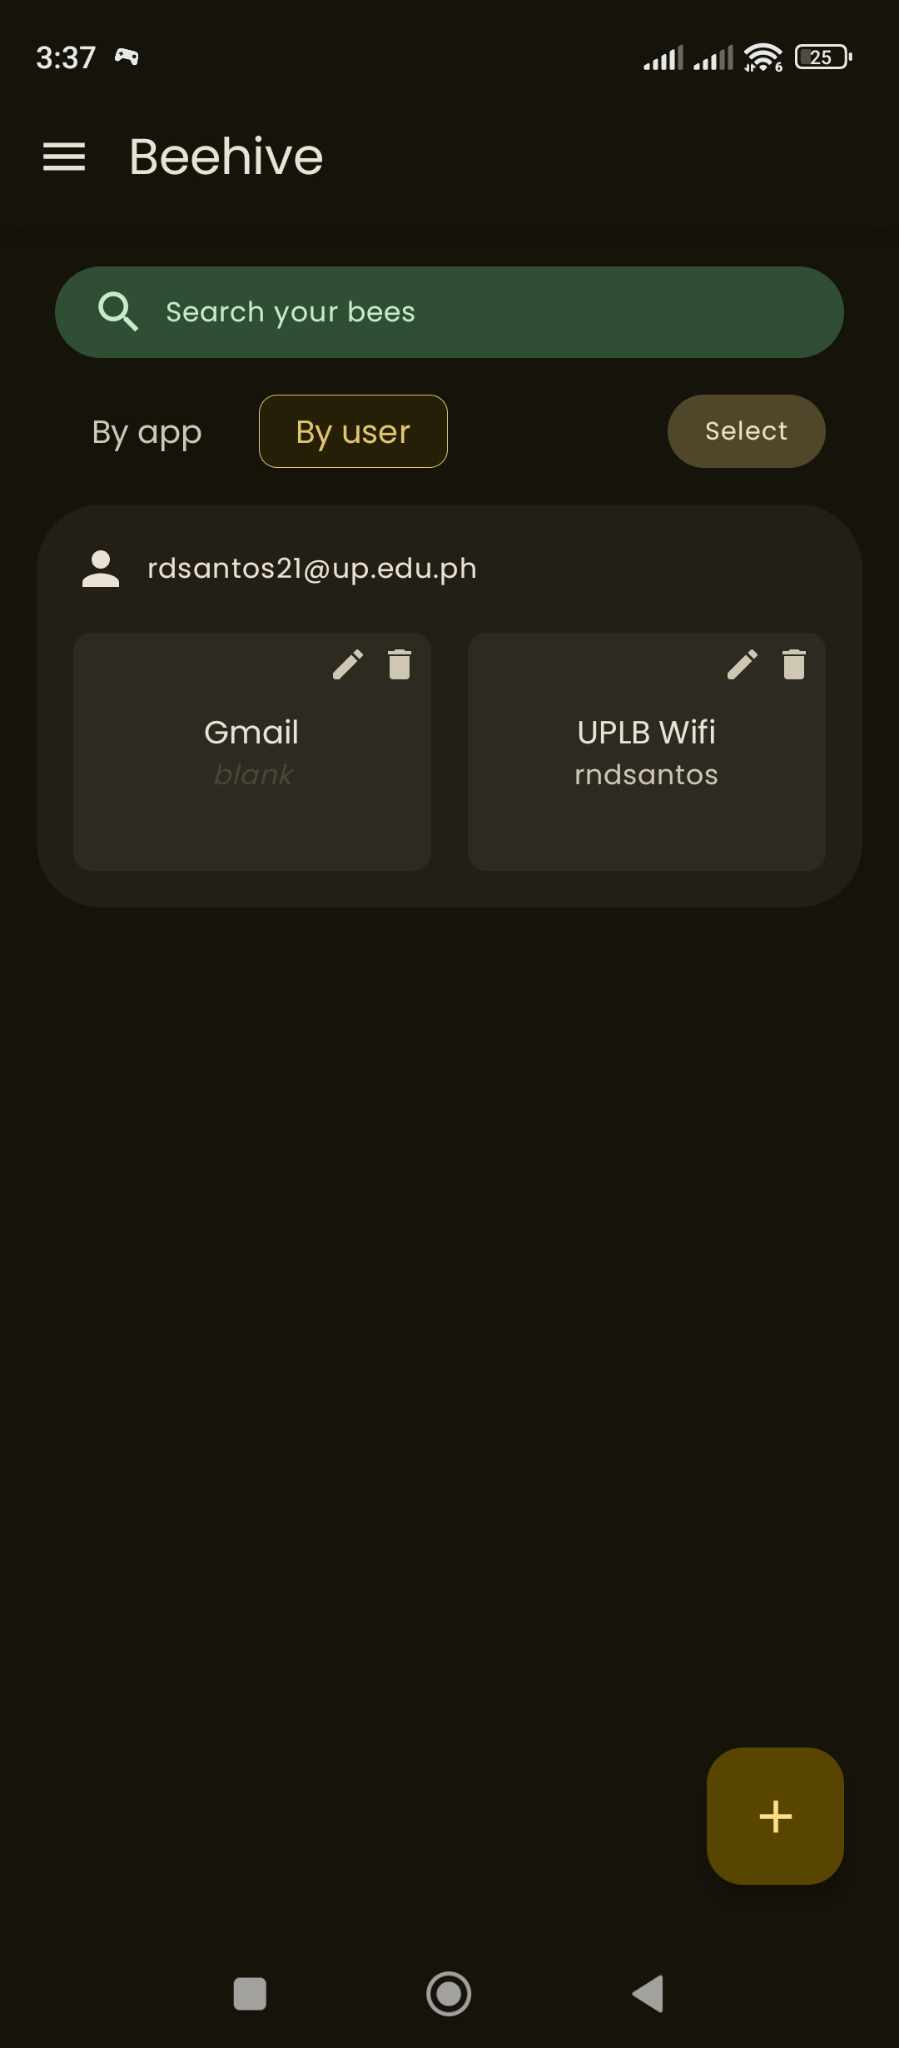 3:37 6 25
Beehive
Search your bees
By app By user Select
rdsantos21@up.edu.ph
Gmail UPLB Wifi
blank rndsantos